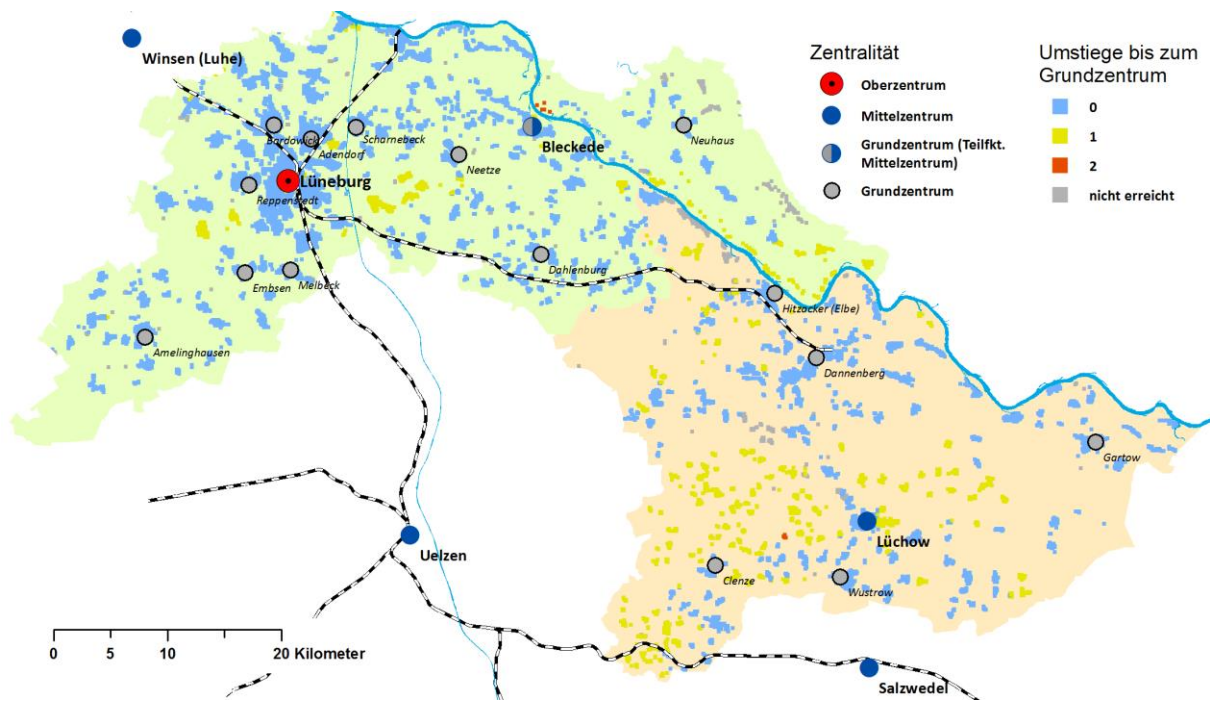 Winsen (Luhe)
Bardowick
Adendorf
Scharnebeck
Lüneburg
Reppenstedt
Neetze
Bleckede
Neuhaus
Embsen
Melbeck
Dahlenburg
Hitzacker (Elbe)
Amelinghausen
Dannenberg
Gartow
Uelzen
Lüchow
Clenze
Wustrow
Salzwedel
0 5 10 20 Kilometer
Zentralität
Oberzentrum
Mittelzentrum
Grundzentrum (Teilfkt.
Mittelzentrum)
Grundzentrum
Umstiege bis zum
Grundzentrum
0
1
2
nicht erreicht